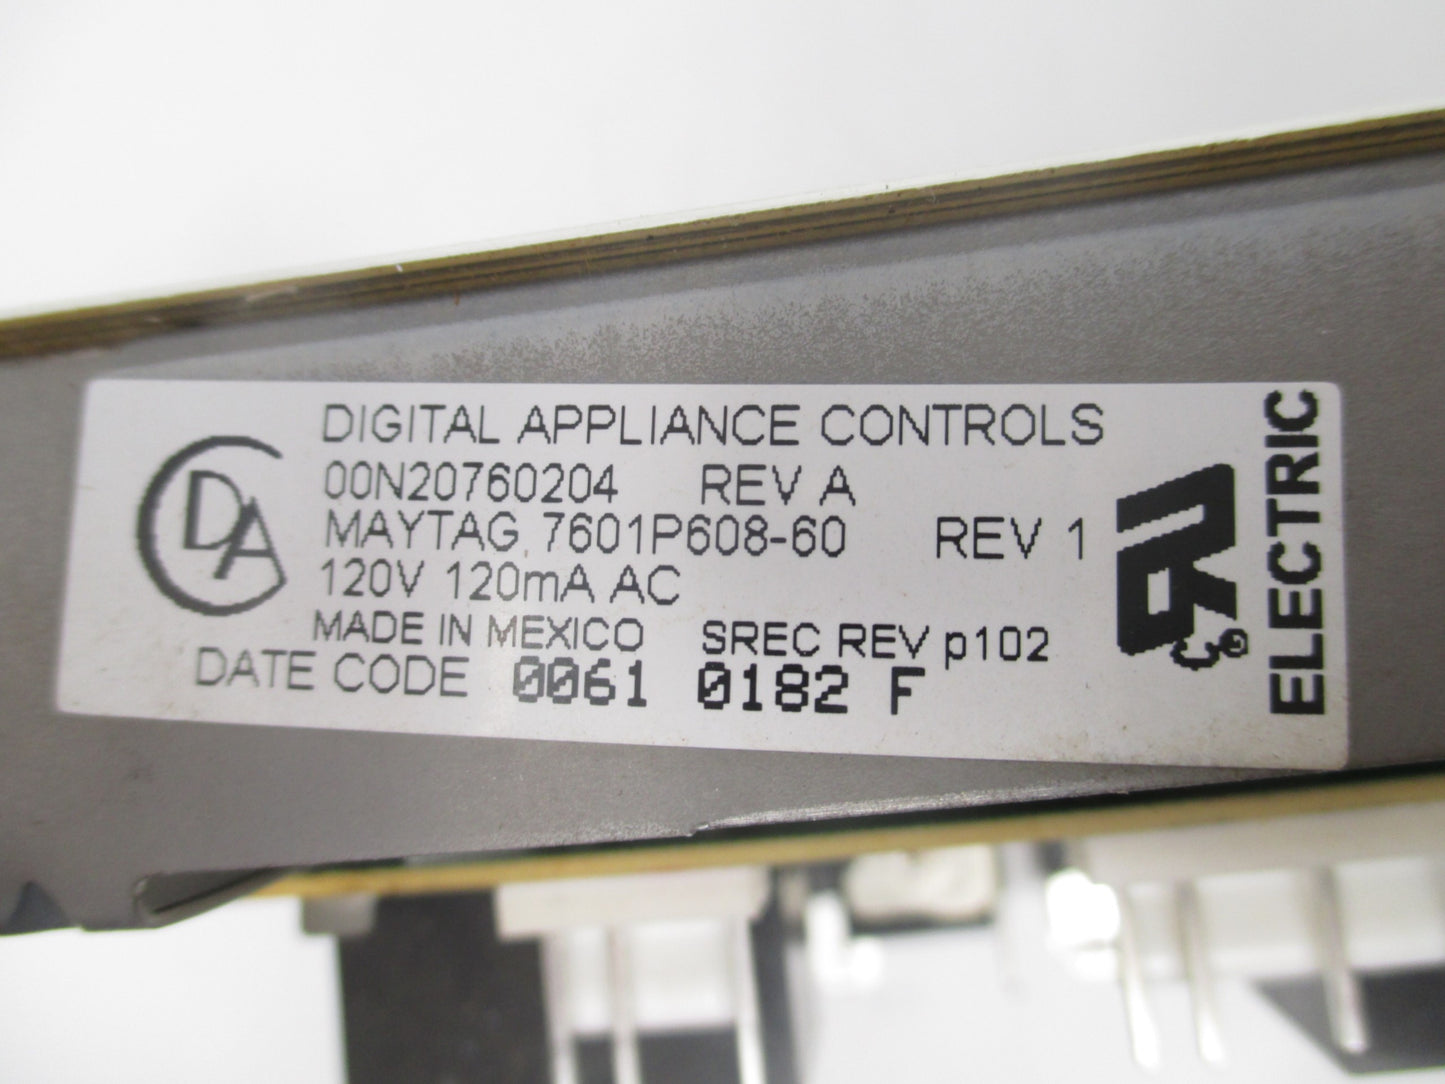 DIGITAL APPLIANCE CONTROLS
DA
00N20760204 REV A
MAYTAG 7601P608-60 REV 1
120V 120mA AC
MADE IN MEXICO SREC REV p102
DATE CODE 0061 0182 F
ELECTRIC